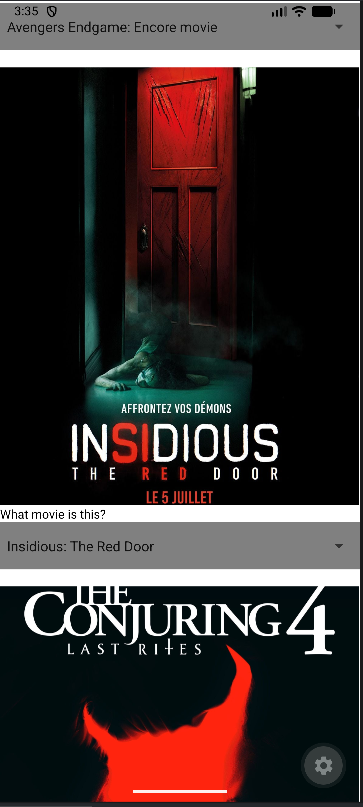 3:35
Avengers Endgame: Encore movie
AFFRONTEZ VOS DÉMONS
INSIDIOUS
THE RED DOOR
LE 5 JUILLET
What movie is this?
Insidious: The Red Door
THE
CONJURING 4
LAST RITES